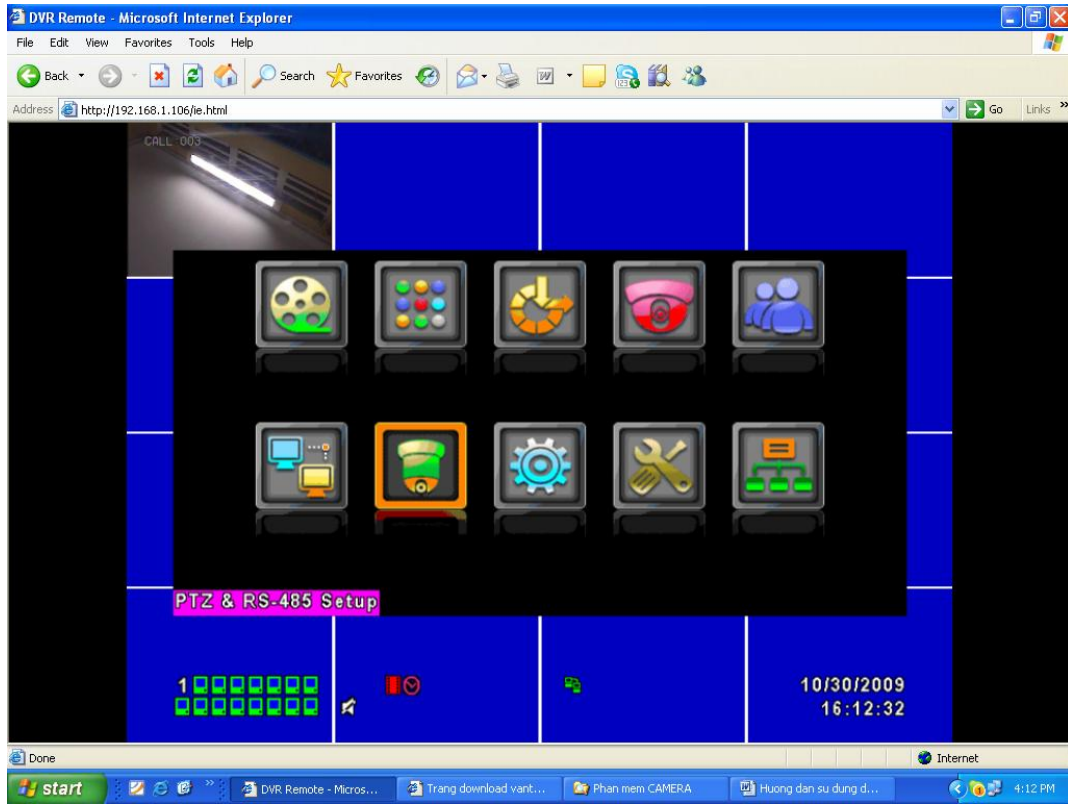 DVR Remote - Microsoft Internet Explorer
File Edit View Favorites Tools Help
Back Search Favorites
Address http://192.168.1.106/ie.html Go Links »
CALL 003
PTZ & RS-485 Setup
1
10/30/2009
16:12:32
Done Internet
start » DVR Remote - Micros... Trang download vant... Phan mem CAMERA Huong dan su dung d... 4:12 PM